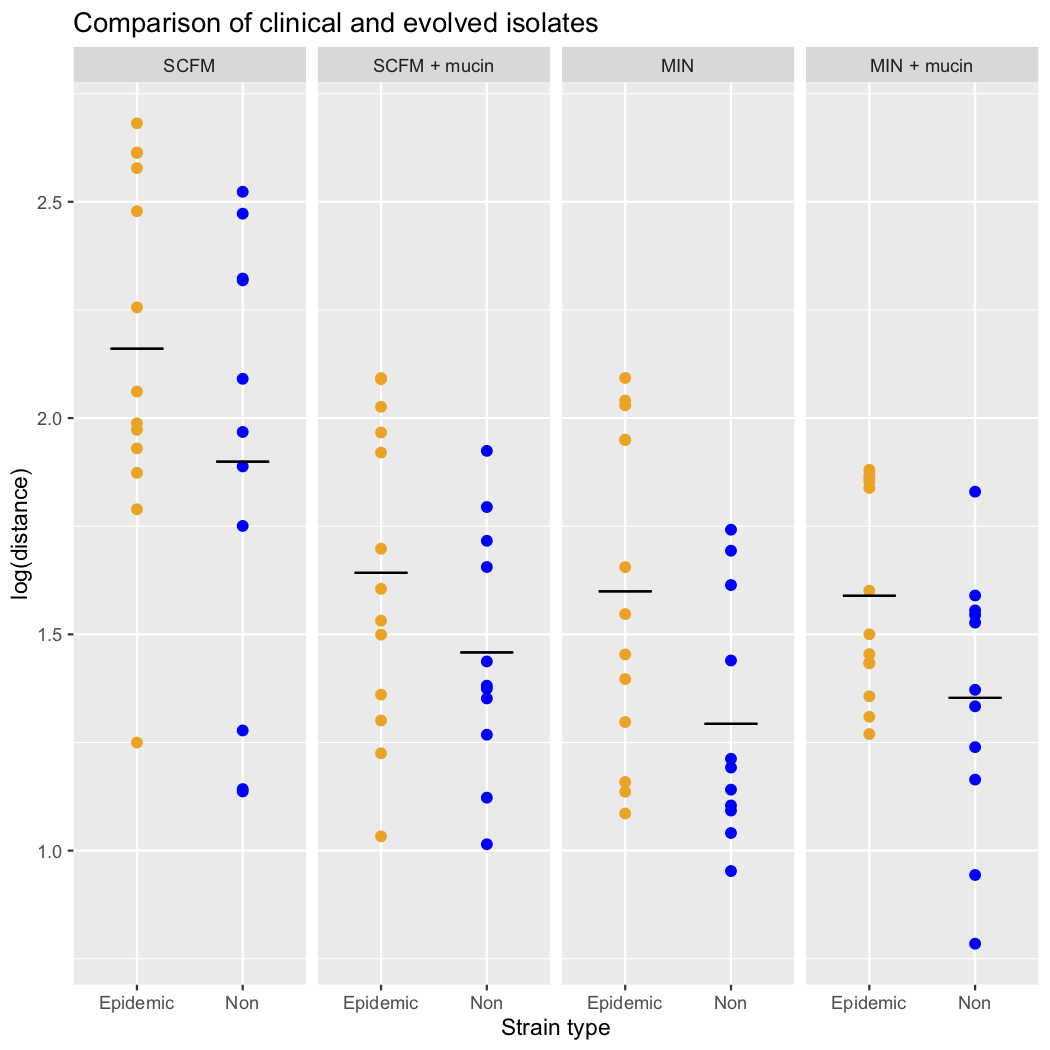 Comparison of clinical and evolved isolates
SCFM
SCFM + mucin
MIN
MIN + mucin
log(distance)
2.5
2.0
1.5
1.0
Epidemic
Non
Epidemic
Non
Epidemic
Non
Epidemic
Non
Strain type